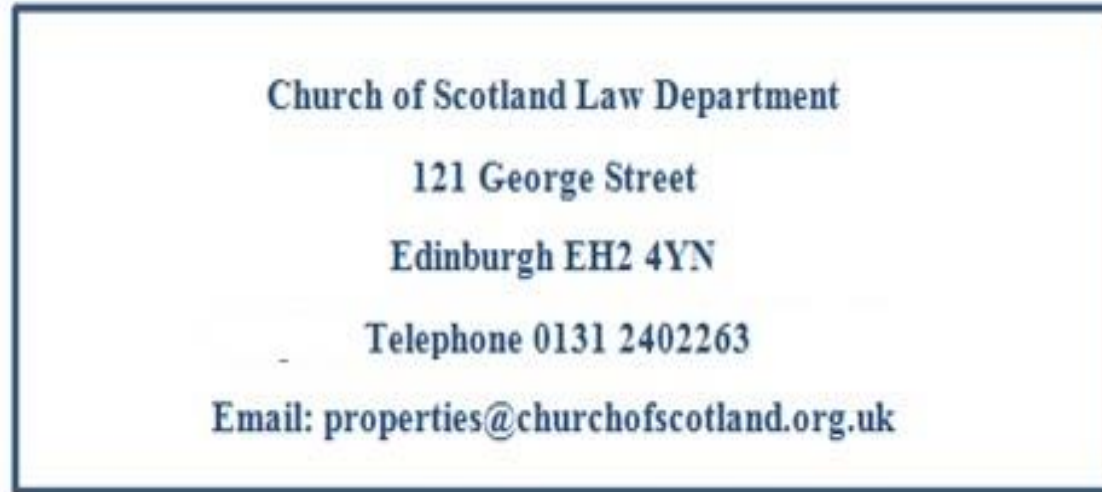 Church of Scotland Law Department
121 George Street
Edinburgh EH2 4YN
Telephone 0131 2402263
Email: properties@churchofscotland.org.uk